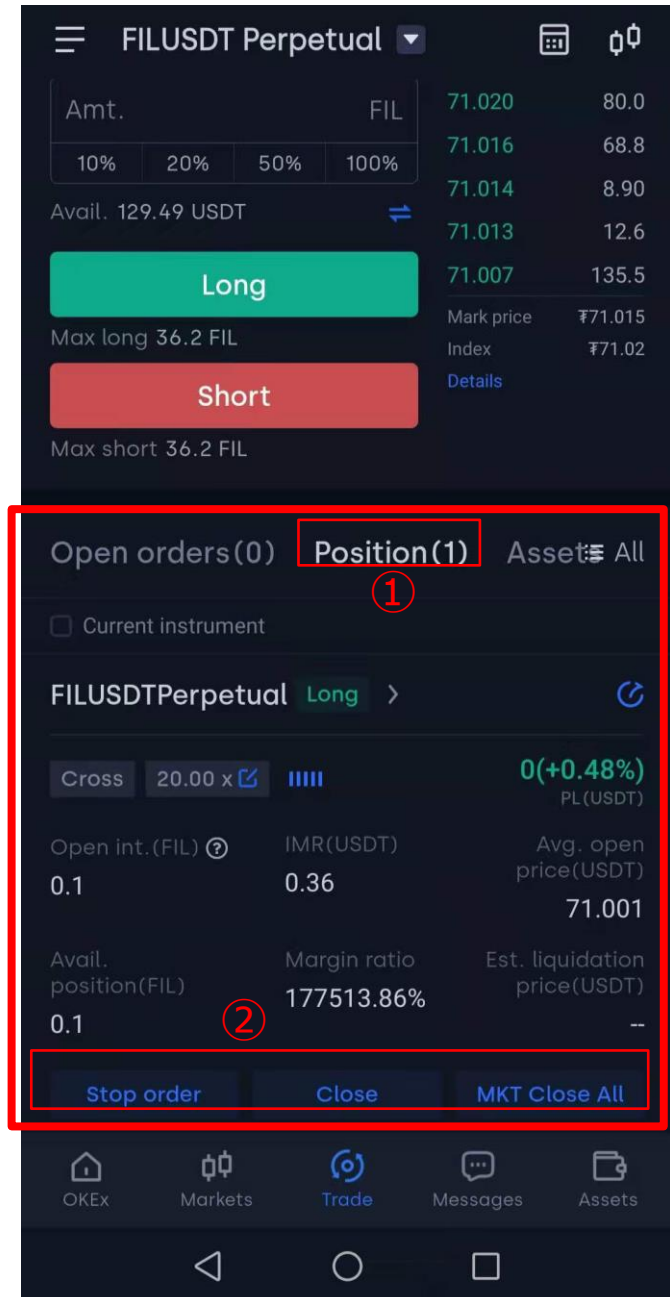 FILUSDT Perpetual
Amt. FIL
10% 20% 50% 100%
Avail. 129.49 USDT
Long
Max long 36.2 FIL
Short
Max short 36.2 FIL
71.020 80.0
71.016 68.8
71.014 8.90
71.013 12.6
71.007 135.5
Mark price ₮71.015
Index ₮71.02
Details
Open orders(0) Position(1) Assets All
①
Current instrument
FILUSDTPerpetual Long >
Cross 20.00 x 0(+0.48%)
PL(USDT)
Open int.(FIL) ? IMR(USDT) Avg. open
price(USDT)
0.1 0.36 71.001
Avail. Margin ratio Est. liquidation
position(FIL) 177513.86% price(USDT)
0.1 --
②
Stop order Close MKT Close All
OKEx Markets Trade Messages Assets